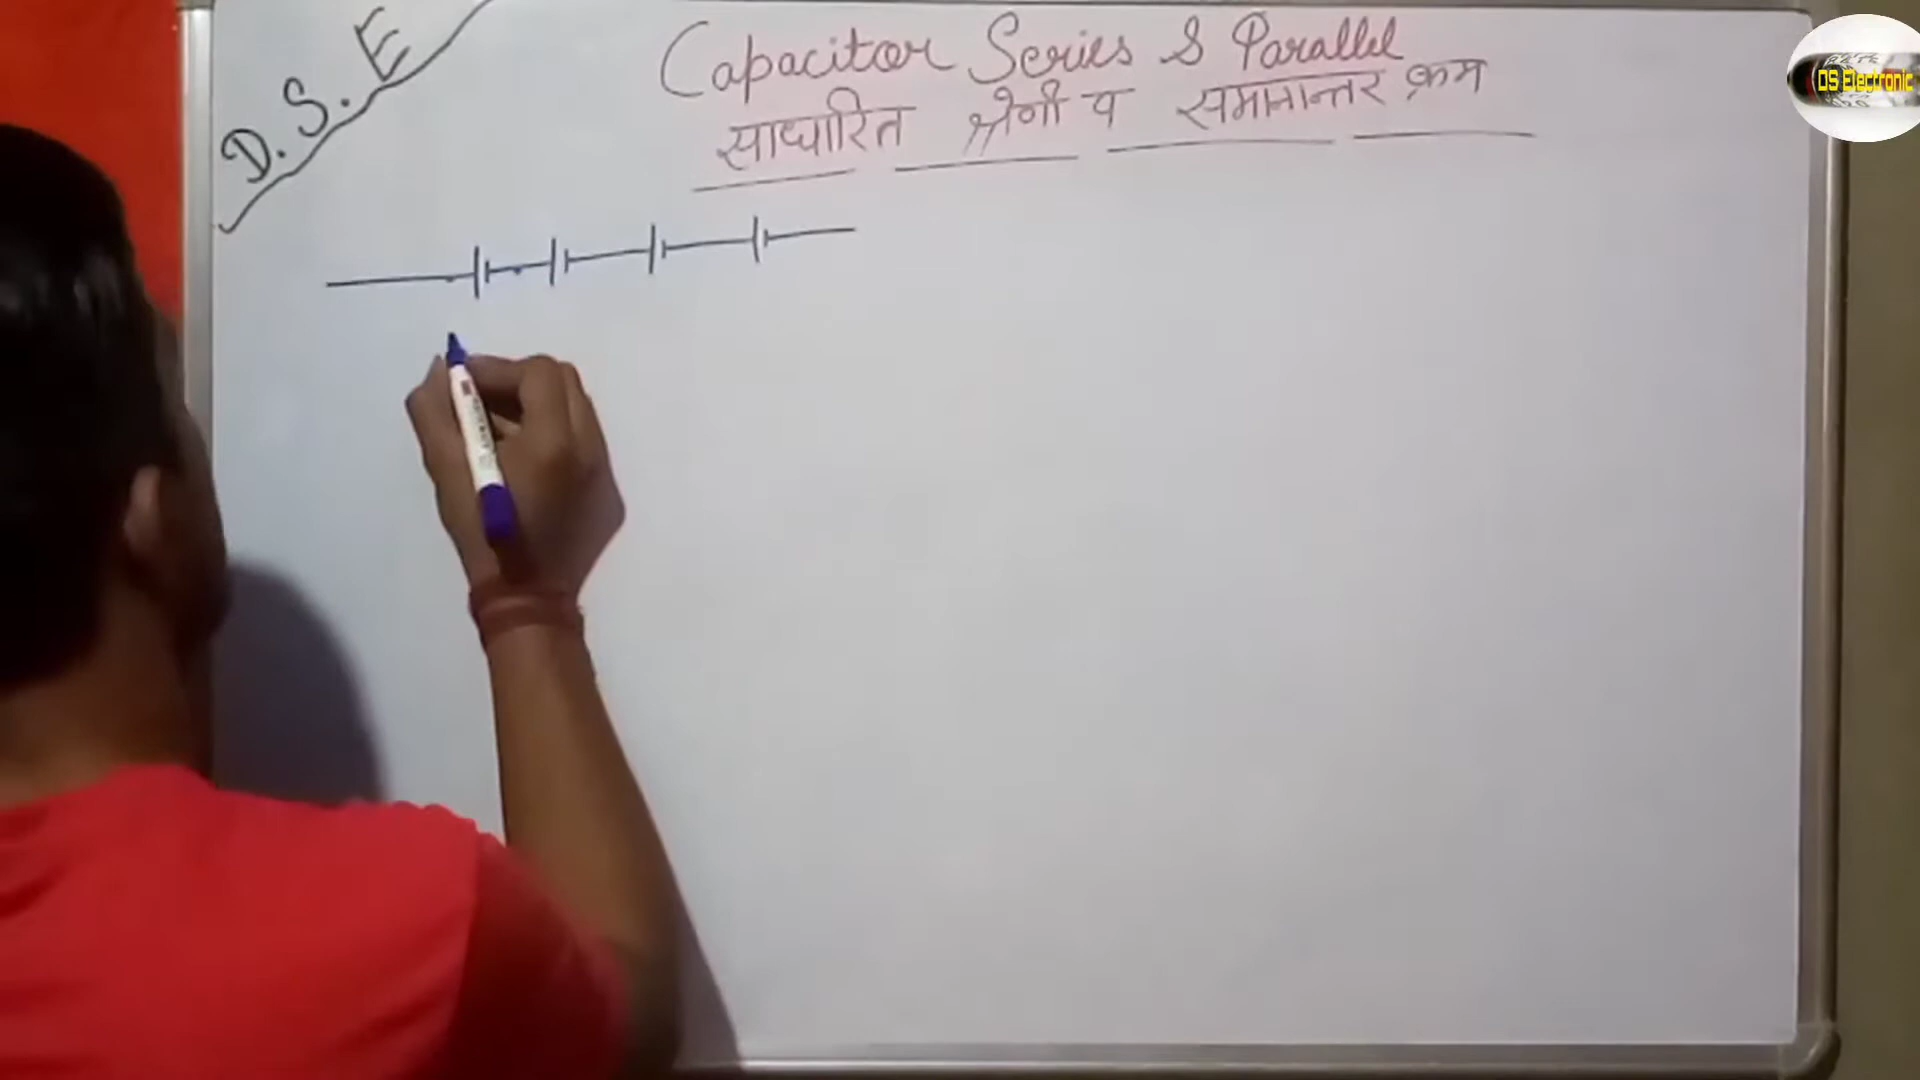 D. S. E
Capacitor Series & Parallel
साधारित श्रेणी व समानान्तर क्रम
DS Electronic